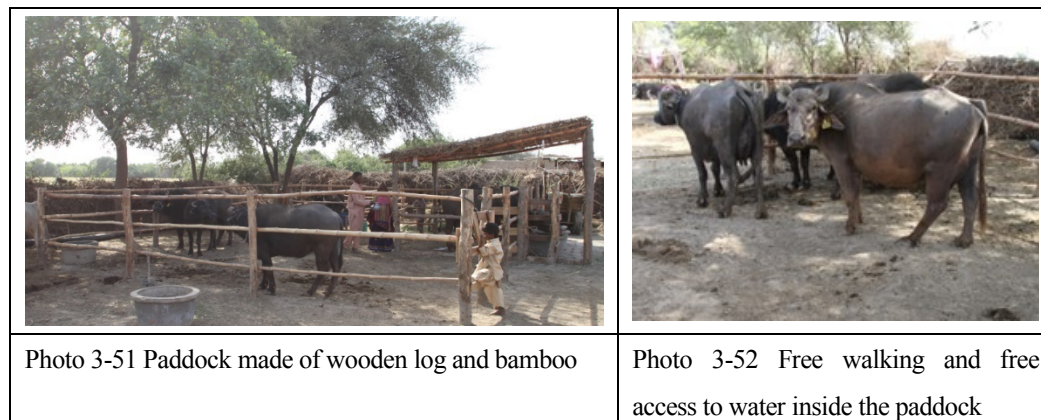 Photo 3-51 Paddock made of wooden log and bamboo
Photo 3-52 Free walking and free
access to water inside the paddock